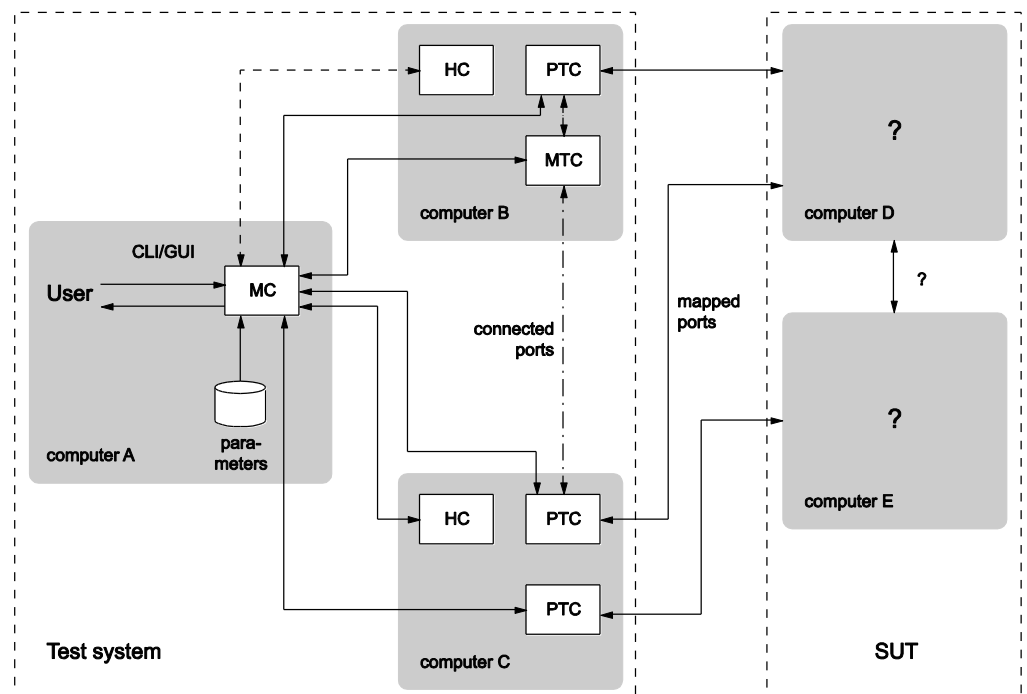 HC
PTC
MTC
computer B
?
computer D
CLI/GUI
User
MC
para-
meters
computer A
connected
ports
mapped
ports
?
?
computer E
HC
PTC
PTC
computer C
Test system
SUT